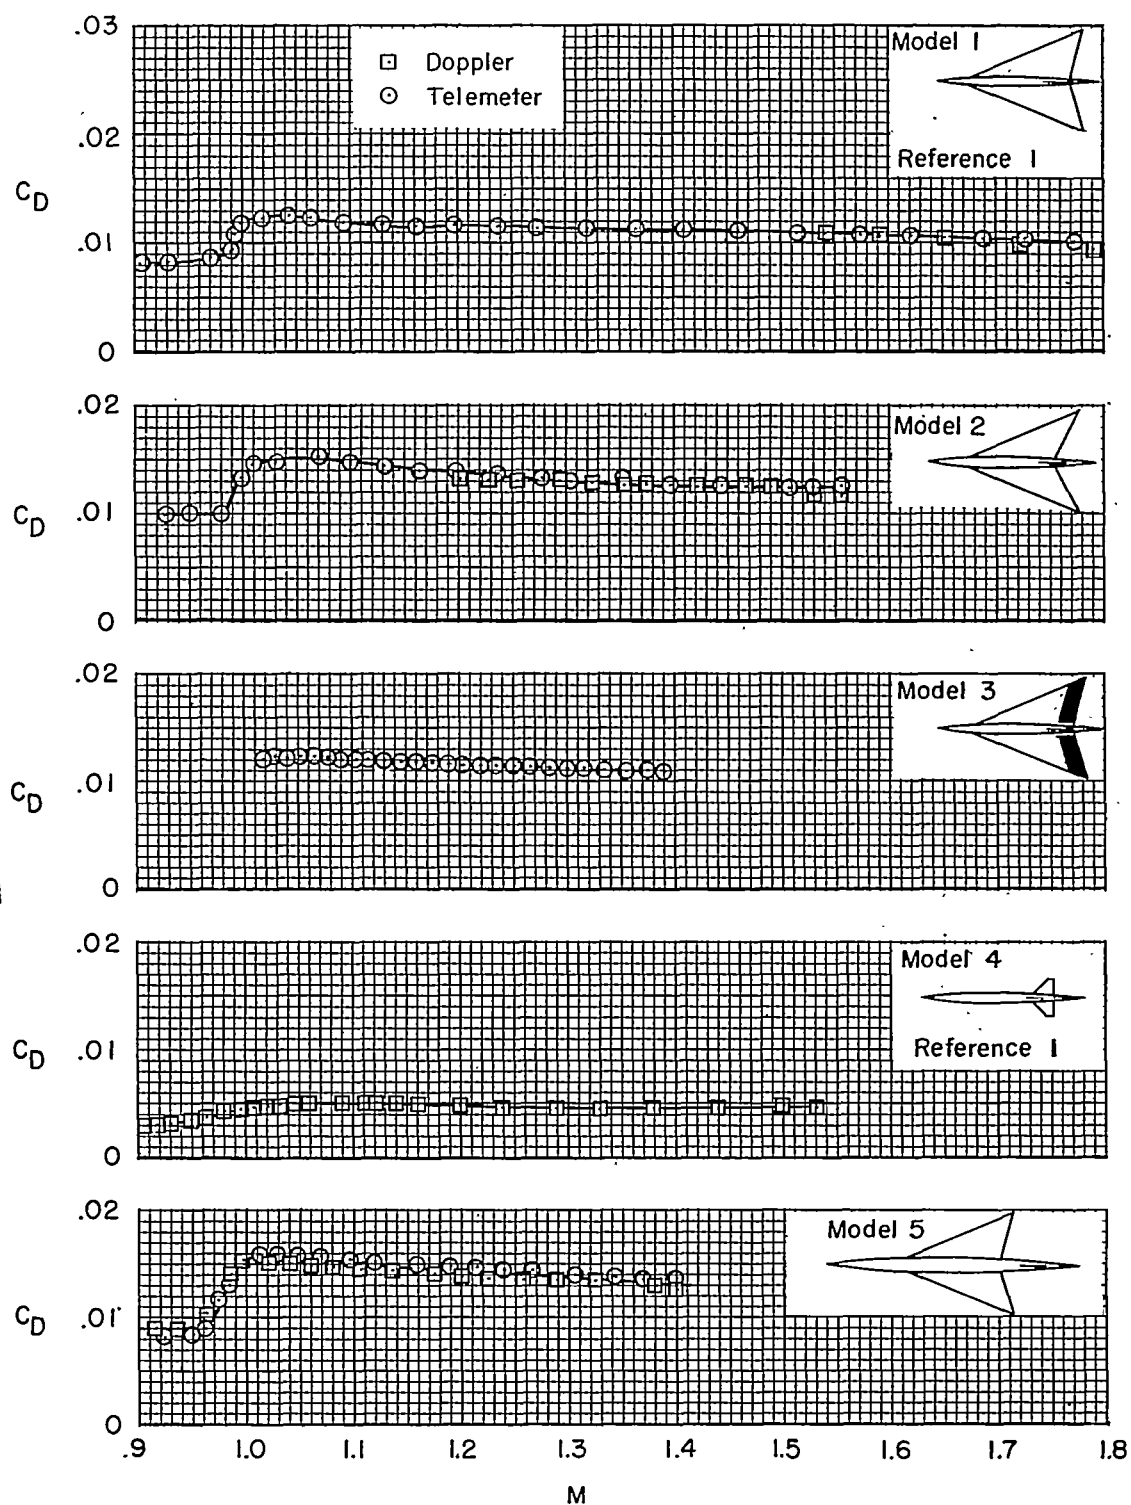 .03
.02
.01
0
C_D
□ Doppler
○ Telemeter
Model 1
Reference 1
.02
.01
0
C_D
Model 2
.02
.01
0
C_D
Model 3
.02
.01
0
C_D
Model 4
Reference 1
.02
.01
0
C_D
Model 5
.9 1.0 1.1 1.2 1.3 1.4 1.5 1.6 1.7 1.8
M